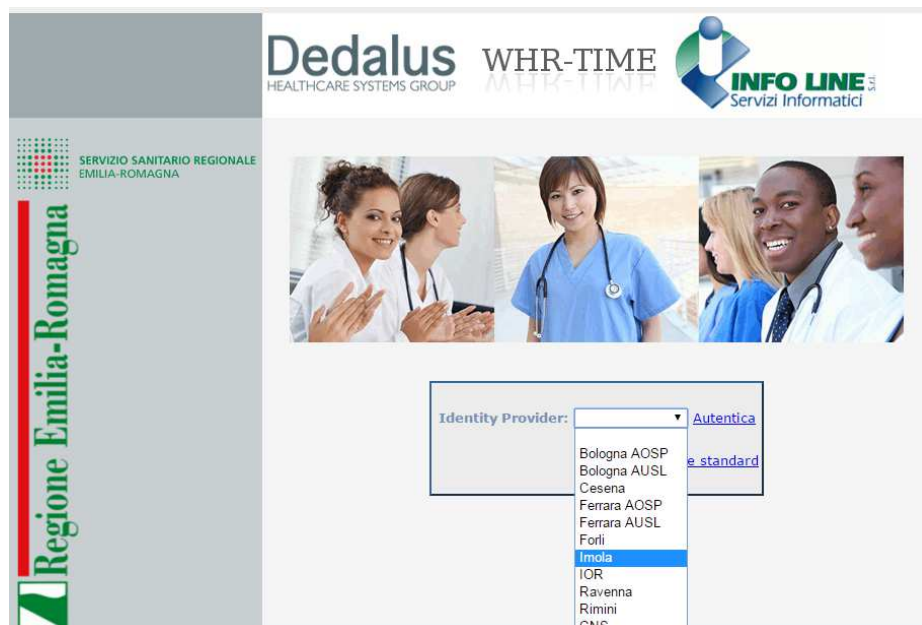 Dedalus
HEALTHCARE SYSTEMS GROUP
WHR-TIME
INFO LINE S.r.l.
Servizi Informatici
SERVIZIO SANITARIO REGIONALE
EMILIA-ROMAGNA
Regione Emilia-Romagna
Identity Provider:
Autentica
e standard
Bologna AOSP
Bologna AUSL
Cesena
Ferrara AOSP
Ferrara AUSL
Forli
Imola
IOR
Ravenna
Rimini